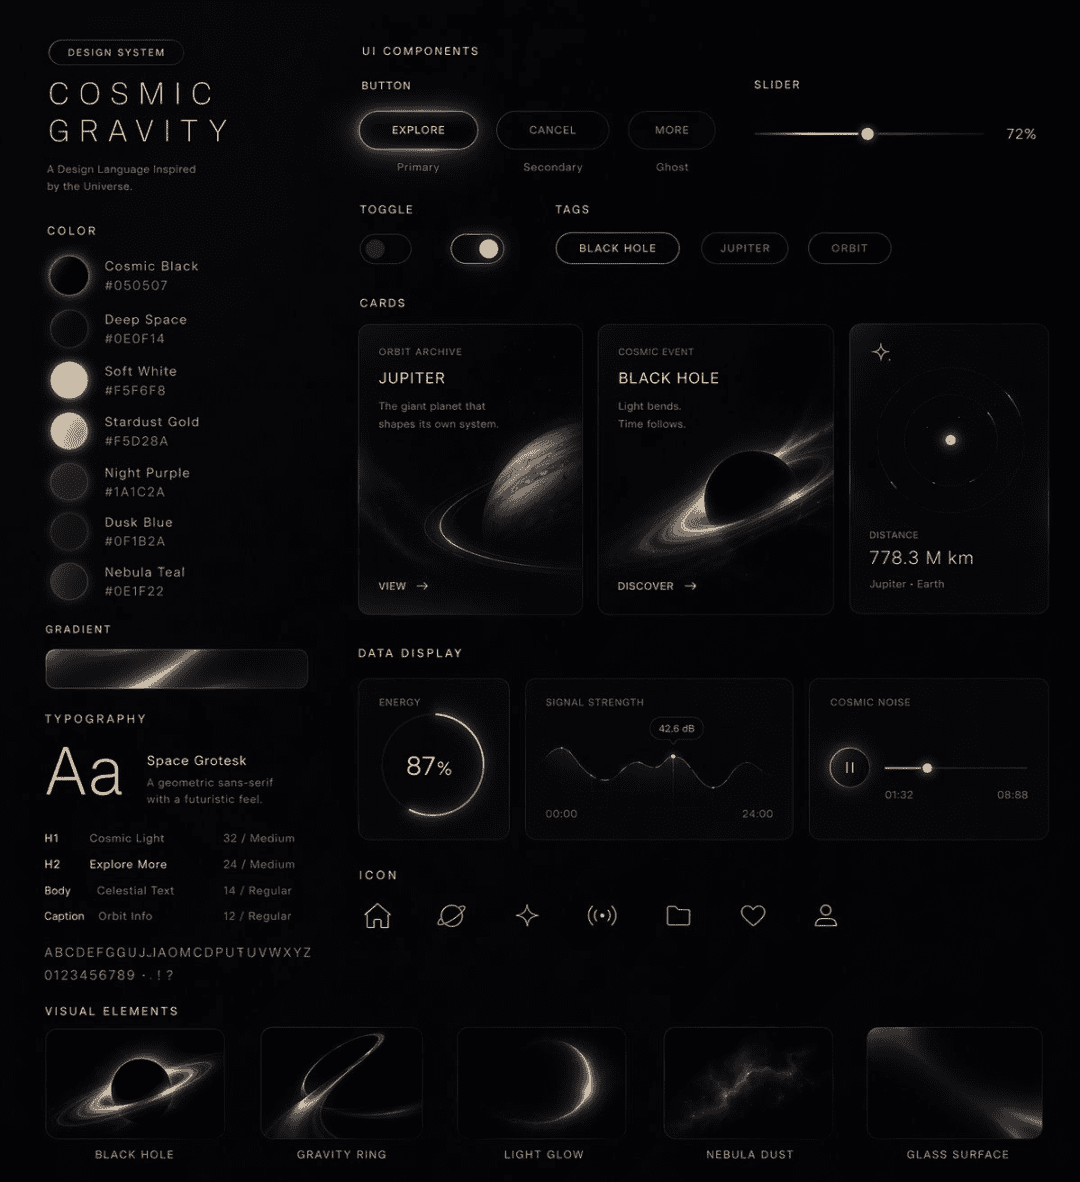 DESIGN SYSTEM
COSMIC
GRAVITY
A Design Language Inspired
by the Universe.
COLOR
Cosmic Black
#050507
Deep Space
#0E0F14
Soft White
#F5F6F8
Stardust Gold
#F5D28A
Night Purple
#1A1C2A
Dusk Blue
#0F1B2A
Nebula Teal
#0E1F22
GRADIENT
TYPOGRAPHY
Aa
Space Grotesk
A geometric sans-serif
with a futuristic feel.
H1 Cosmic Light 32 / Medium
H2 Explore More 24 / Medium
Body Celestial Text 14 / Regular
Caption Orbit Info 12 / Regular
0123456789 - . ! ?
UI COMPONENTS
BUTTON
EXPLORE CANCEL MORE
Primary Secondary Ghost
SLIDER
72%
TOGGLE
TAGS
BLACK HOLE JUPITER ORBIT
CARDS
ORBIT ARCHIVE
JUPITER
The giant planet that
shapes its own system.
VIEW →
COSMIC EVENT
BLACK HOLE
Light bends.
Time follows.
DISCOVER →
DISTANCE
778.3 M km
Jupiter • Earth
DATA DISPLAY
ENERGY
87%
SIGNAL STRENGTH
42.6 dB
00:00 24:00
COSMIC NOISE
01:32 08:88
ICON
VISUAL ELEMENTS
BLACK HOLE GRAVITY RING LIGHT GLOW NEBULA DUST GLASS SURFACE